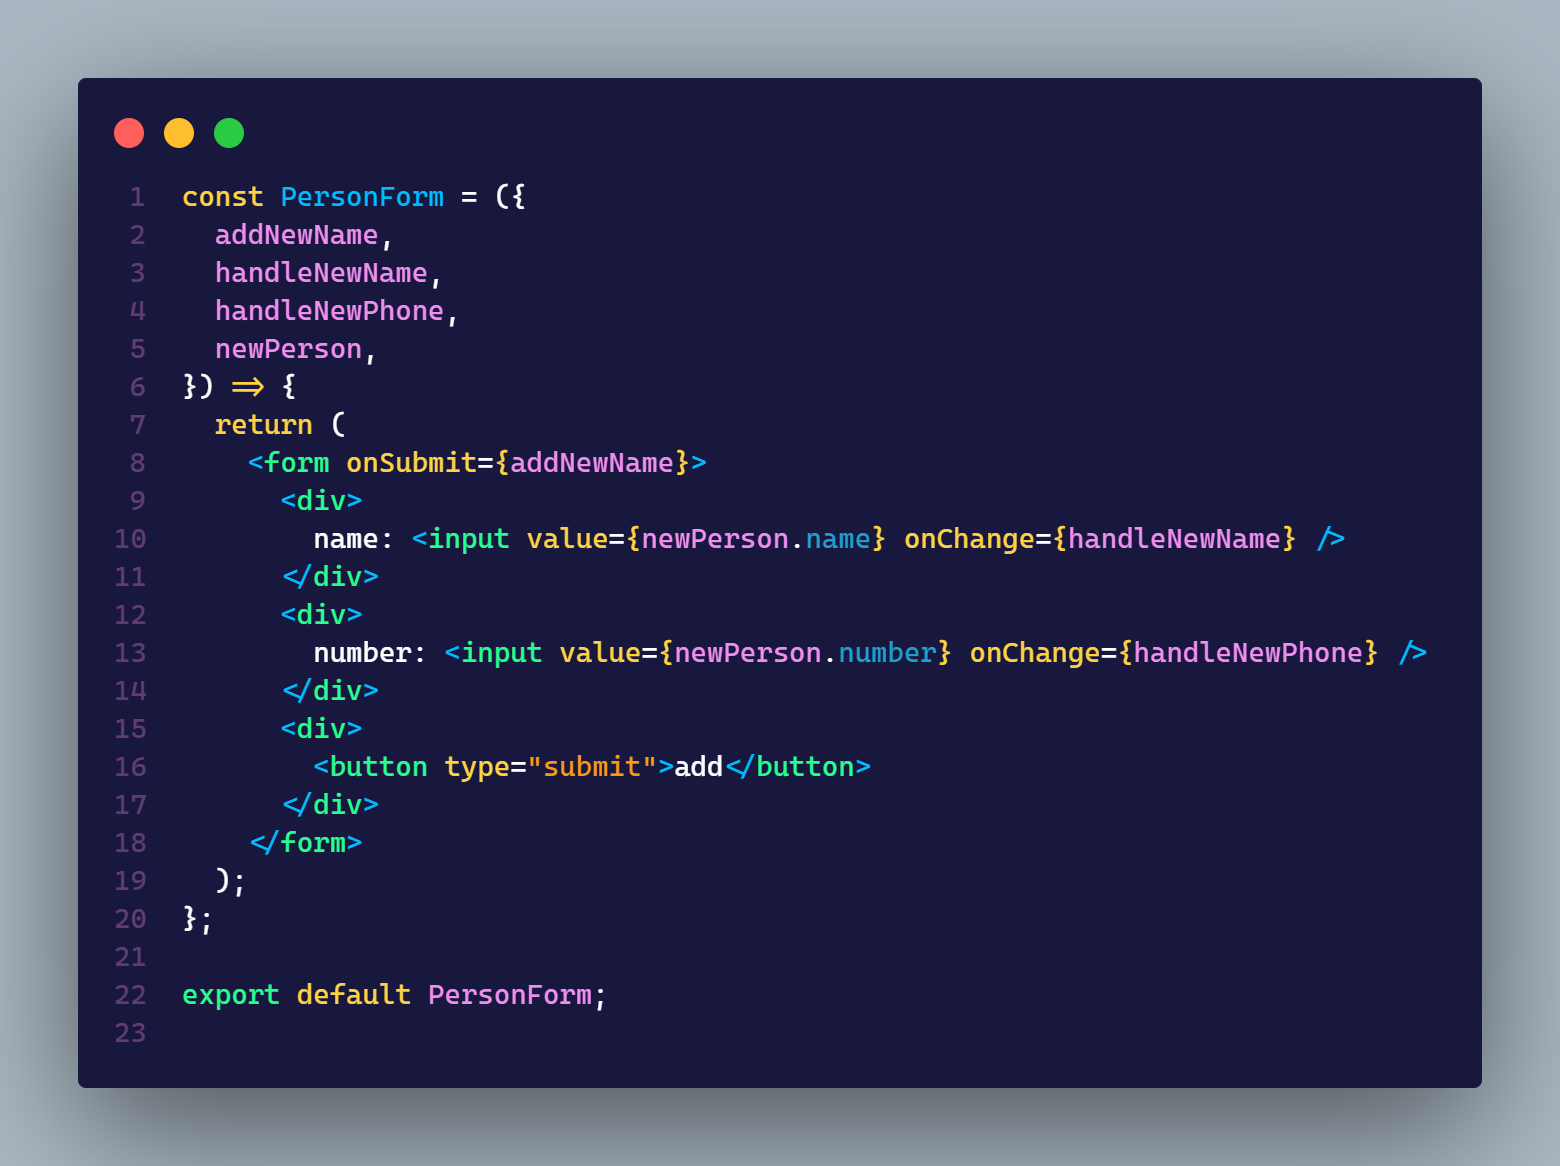 1 const PersonForm = ({
2   addNewName,
3   handleNewName,
4   handleNewPhone,
5   newPerson,
6 }) => {
7   return (
8     <form onSubmit={addNewName}>
9       <div>
10         name: <input value={newPerson.name} onChange={handleNewName} />
11       </div>
12       <div>
13         number: <input value={newPerson.number} onChange={handleNewPhone} />
14       </div>
15       <div>
16         <button type="submit">add</button>
17       </div>
18     </form>
19   );
20 };
21
22 export default PersonForm;
23